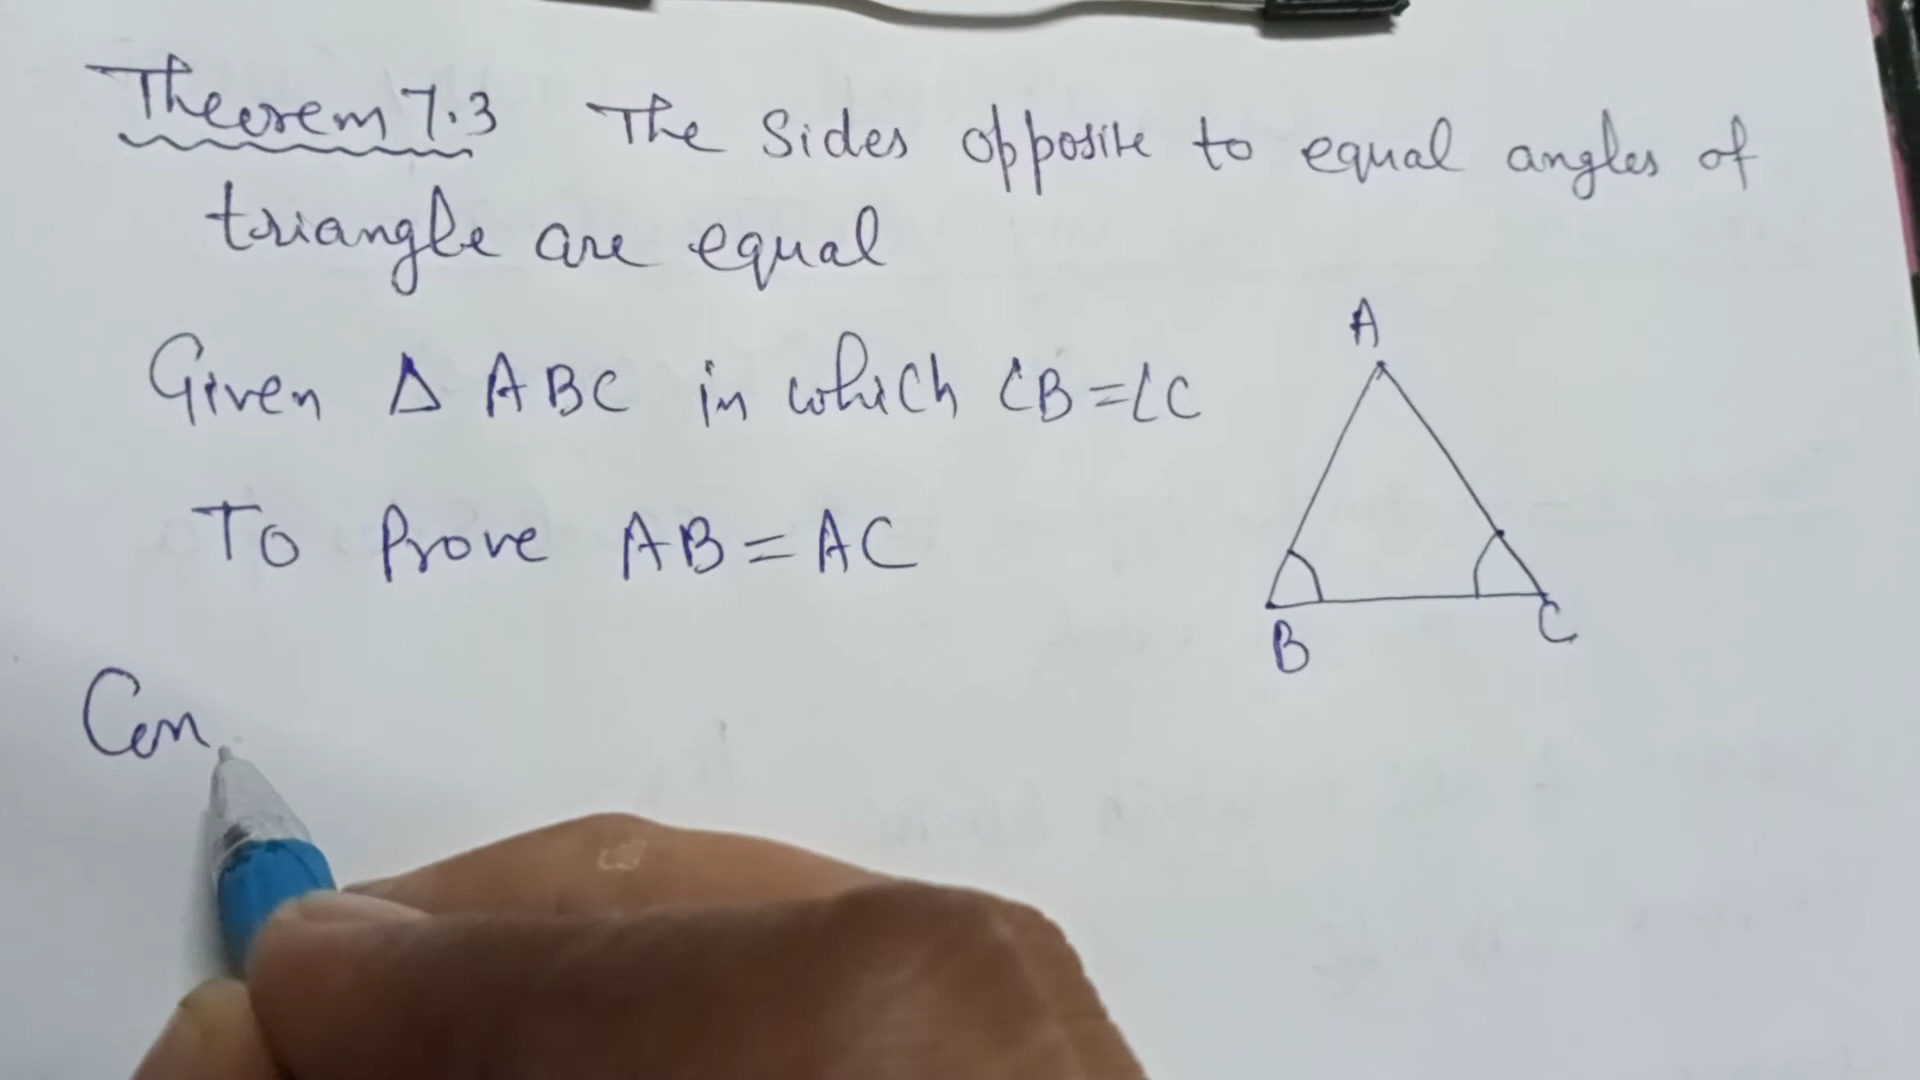 Theorem 7.3 The Sides opposite to equal angles of
triangle are equal
Given Δ ABC in which ∠B=∠C
To Prove AB=AC
Con
A
B
C